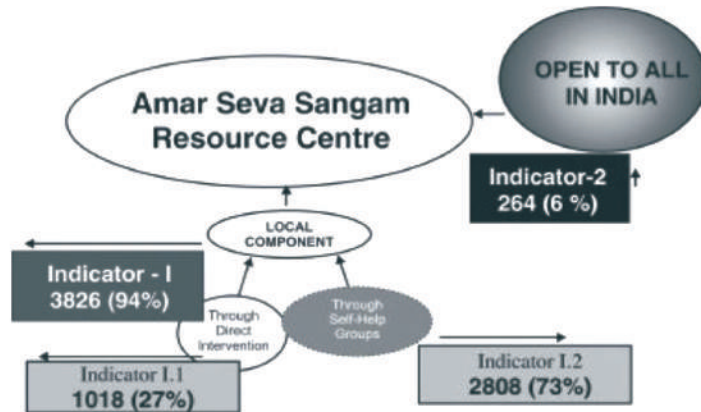 OPEN TO ALL
IN INDIA
Amar Seva Sangam
Resource Centre
Indicator-2
264 (6 %)
LOCAL
COMPONENT
Indicator - I
3826 (94%)
Through
Direct
Intervention
Through
Self-Help
Groups
Indicator I.1
1018 (27%)
Indicator I.2
2808 (73%)